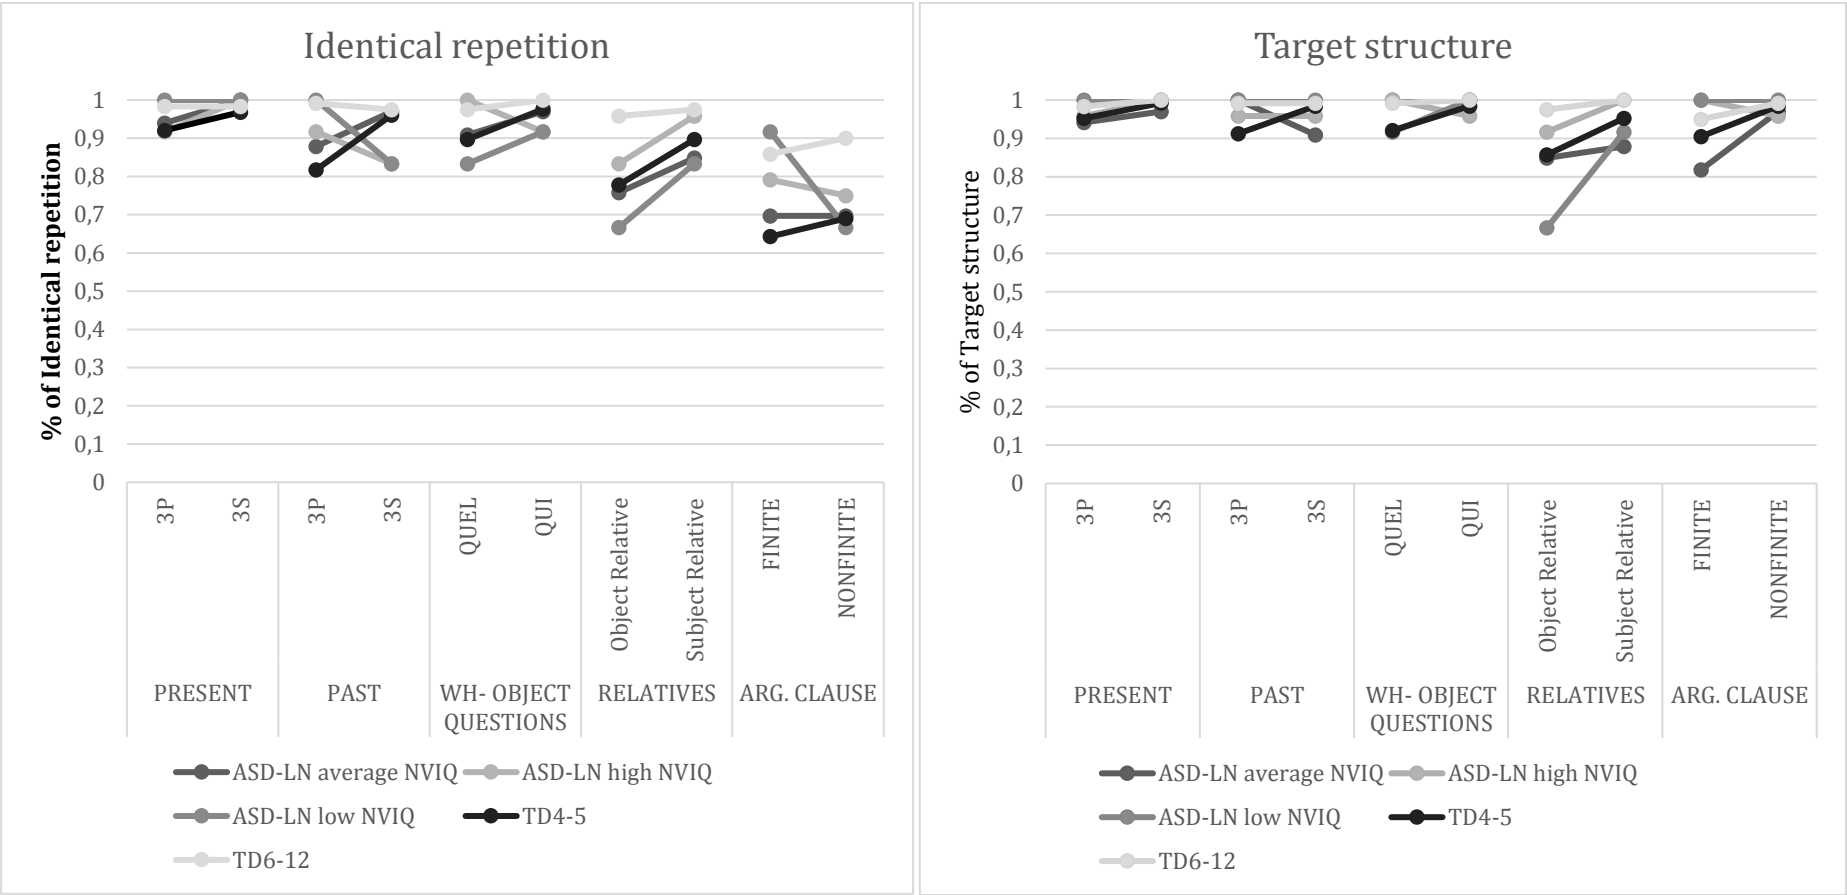 Identical repetition
% of Identical repetition
1
0,9
0,8
0,7
0,6
0,5
0,4
0,3
0,2
0,1
0
3P 3S 3P 3S QUEL QUI Object Relative Subject Relative FINITE NONFINITE
PRESENT PAST WH- OBJECT RELATIVES ARG. CLAUSE
QUESTIONS
ASD-LN average NVIQ ASD-LN high NVIQ
ASD-LN low NVIQ TD4-5
TD6-12
Target structure
% of Target structure
1
0,9
0,8
0,7
0,6
0,5
0,4
0,3
0,2
0,1
0
3P 3S 3P 3S QUEL QUI Object Relative Subject Relative FINITE NONFINITE
PRESENT PAST WH- OBJECT RELATIVES ARG. CLAUSE
QUESTIONS
ASD-LN average NVIQ ASD-LN high NVIQ
ASD-LN low NVIQ TD4-5
TD6-12